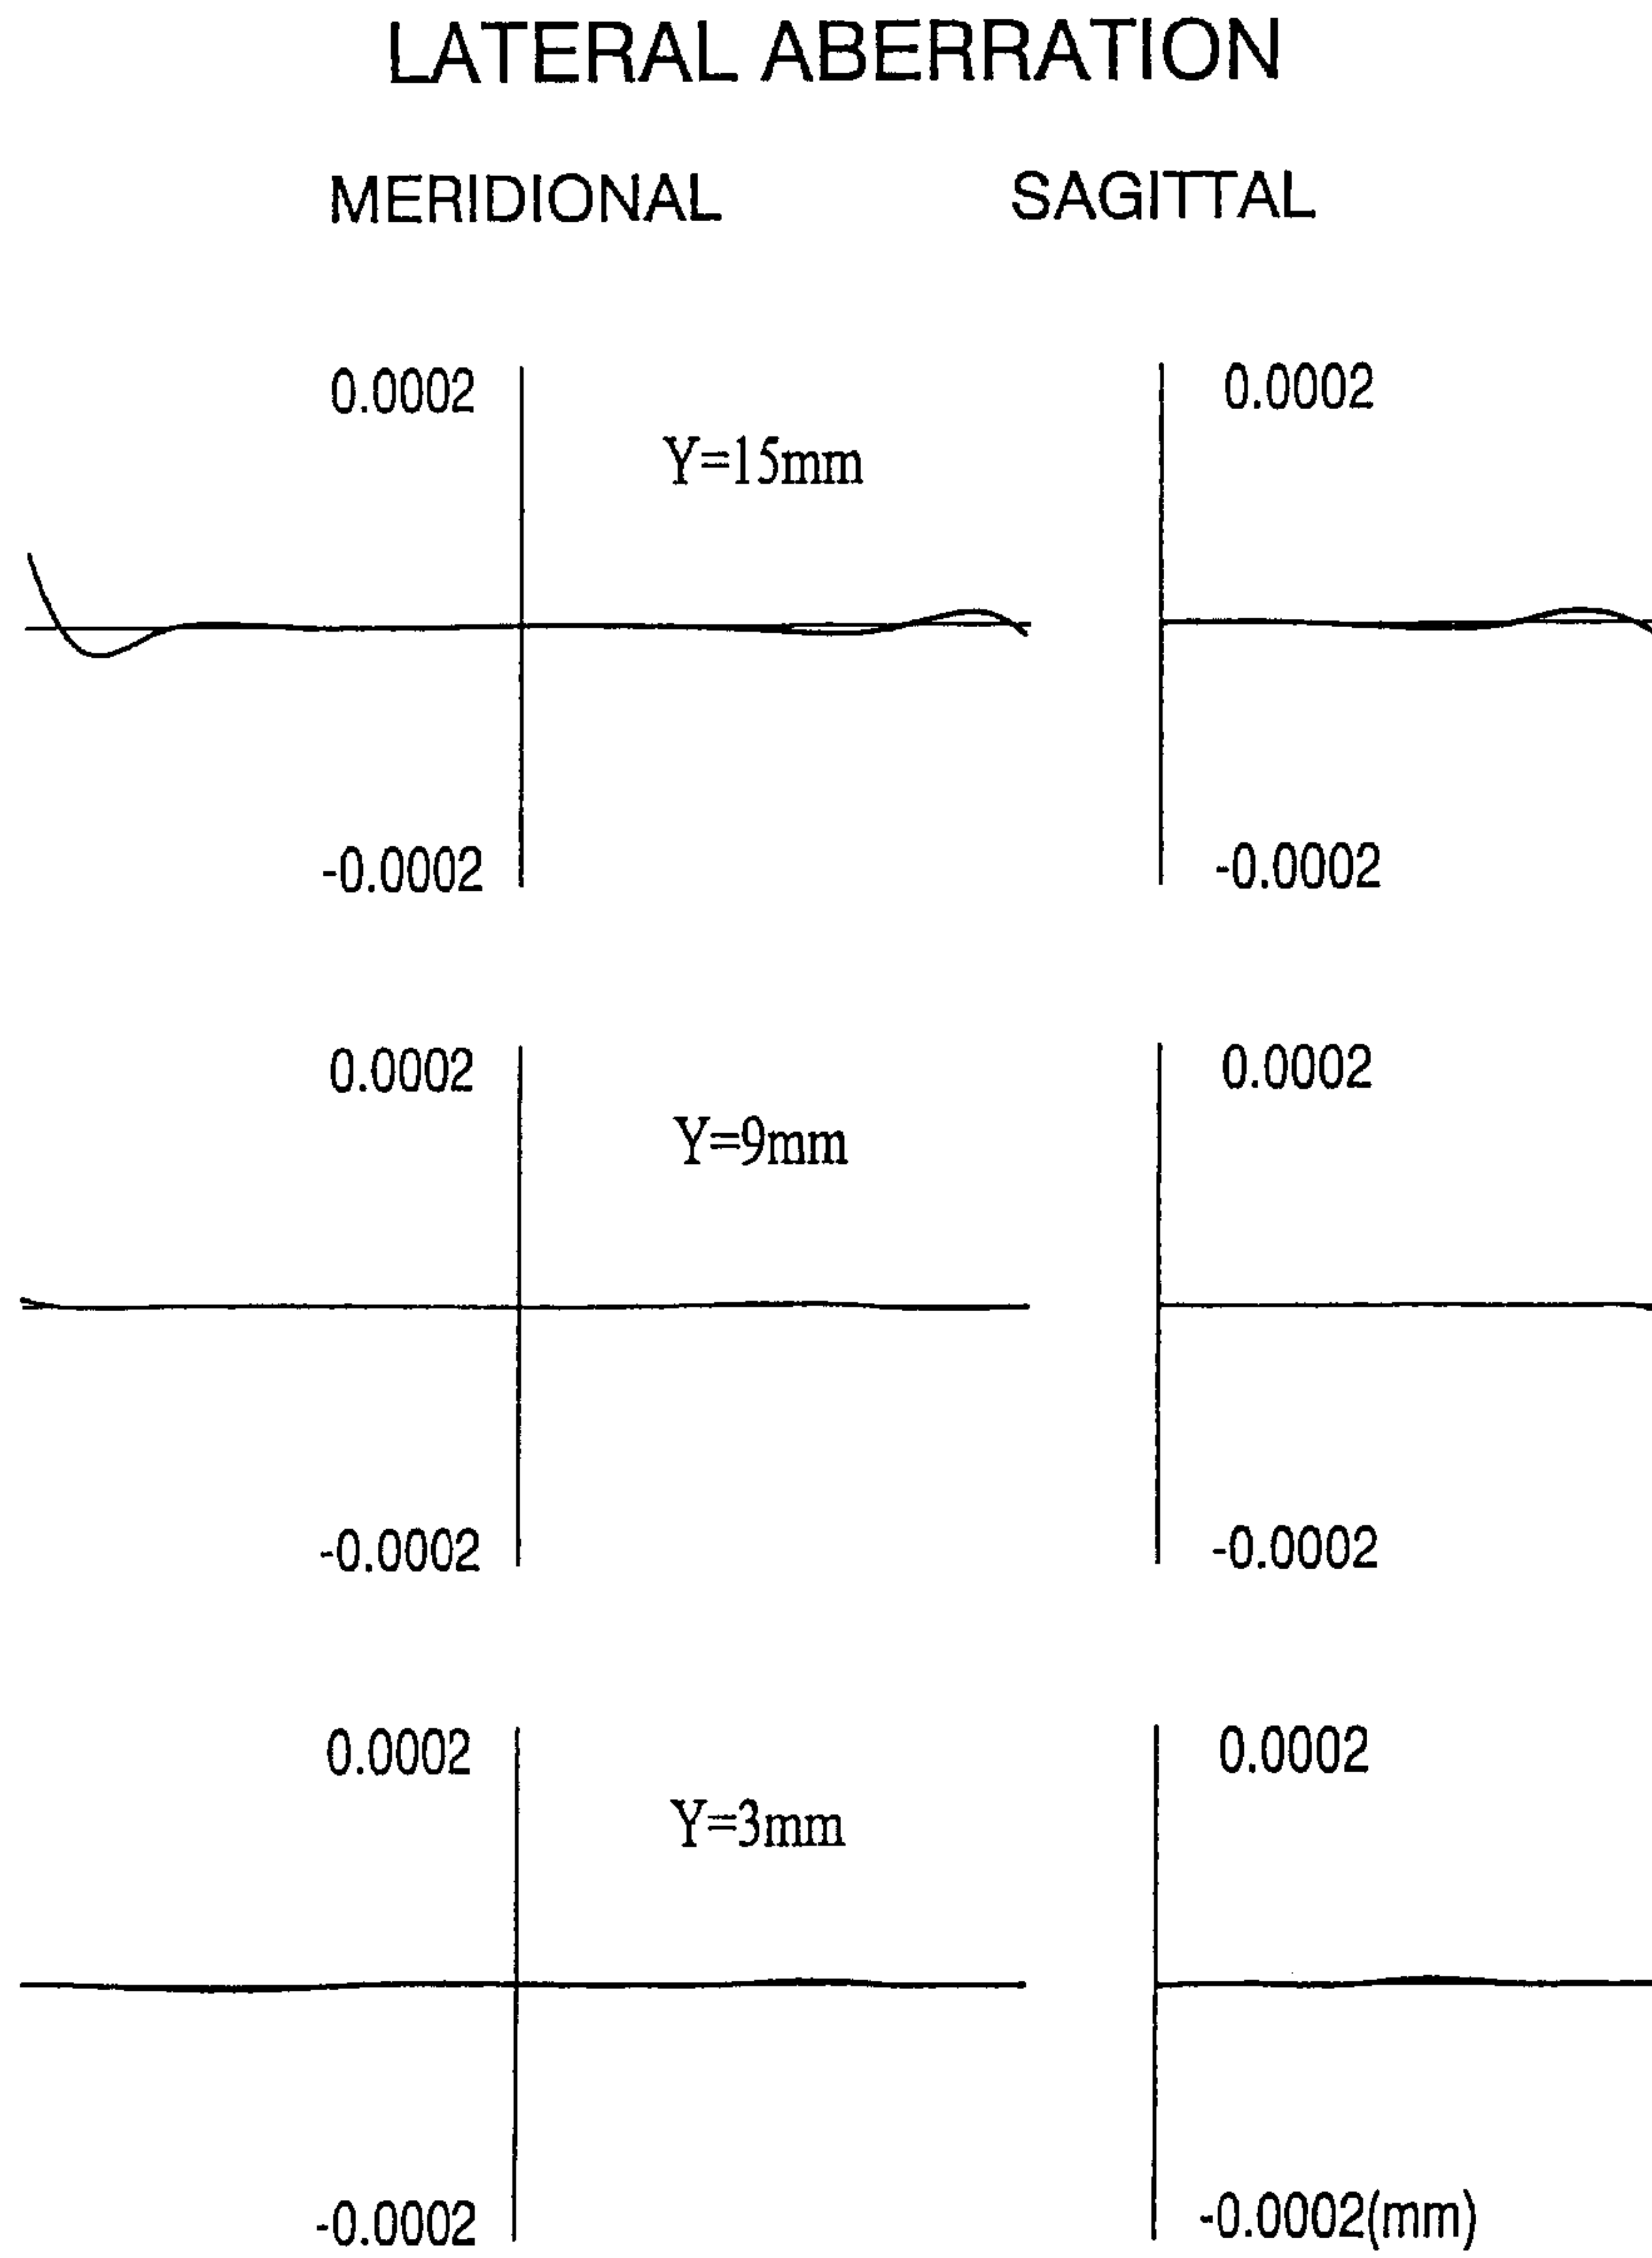 LATERAL ABERRATION
MERIDIONAL SAGITTAL
0.0002 0.0002
Y=15mm
-0.0002 -0.0002
0.0002 0.0002
Y=9mm
-0.0002 -0.0002
0.0002 0.0002
Y=3mm
-0.0002 -0.0002(mm)